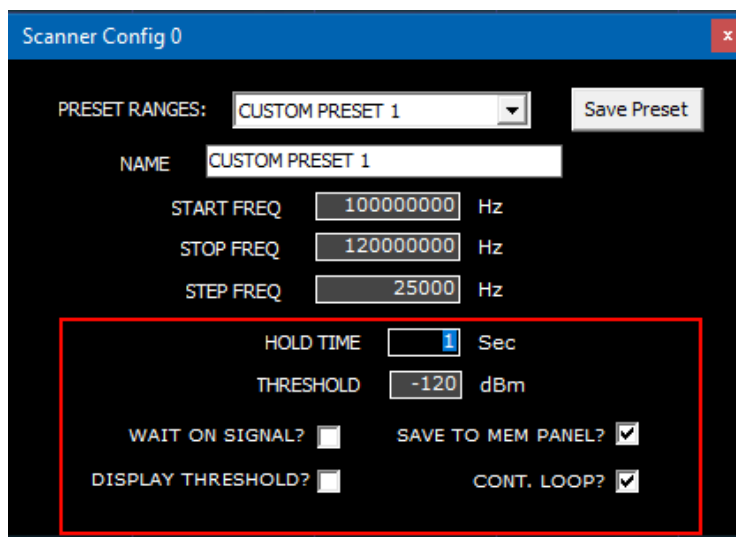 Scanner Config 0 x
PRESET RANGES: CUSTOM PRESET 1 Save Preset
NAME CUSTOM PRESET 1
START FREQ 100000000 Hz
STOP FREQ 120000000 Hz
STEP FREQ 25000 Hz
HOLD TIME 1 Sec
THRESHOLD -120 dBm
WAIT ON SIGNAL? SAVE TO MEM PANEL?
DISPLAY THRESHOLD? CONT. LOOP?